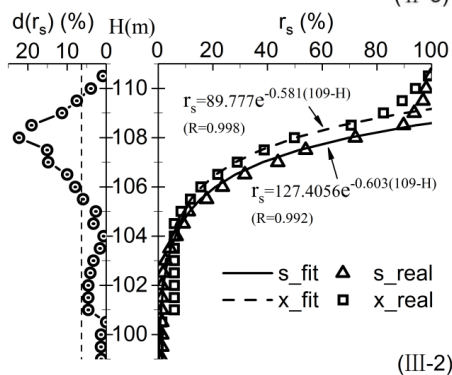 d(rs) (%) H(m) rs (%)
20 10 0 0 20 40 60 80 100
110
rs=89.777e^-0.581(109-H)
(R=0.998)
108
106
rs=127.4056e^-0.603(109-H)
(R=0.992)
104
102
s_fit s_real
x_fit x_real
100
(III-2)